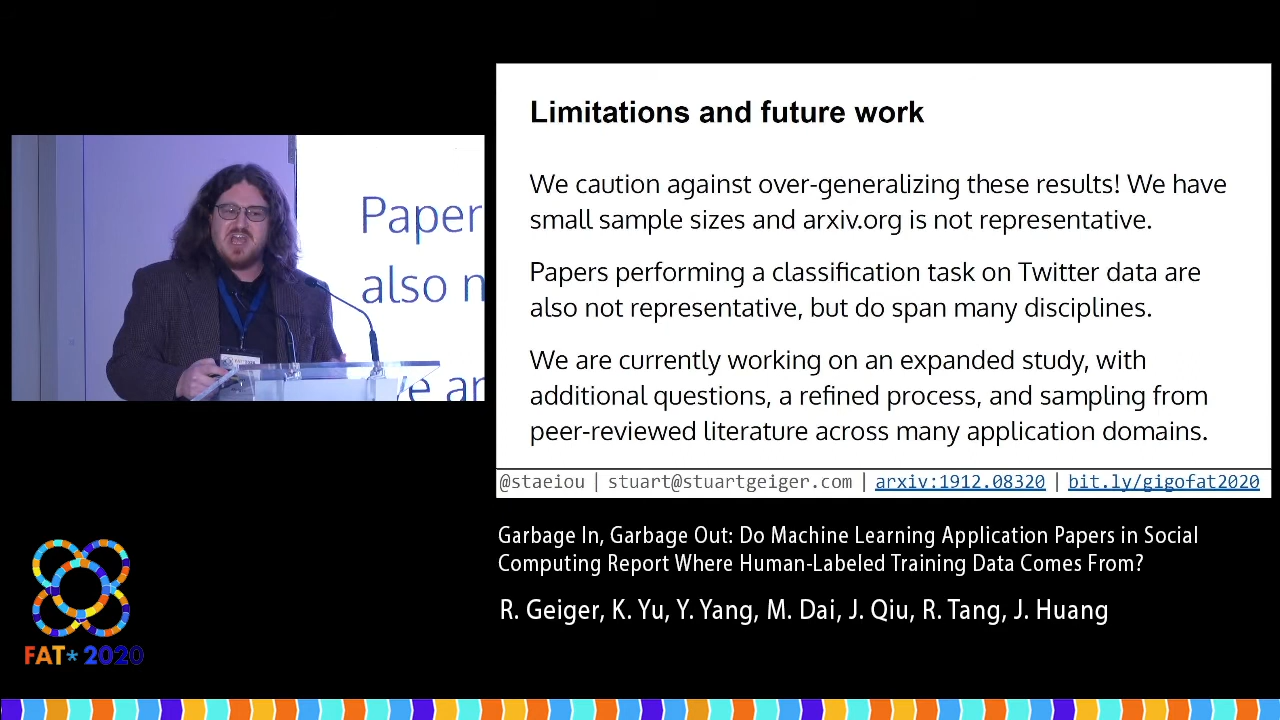 Paper
also n
we ar
Limitations and future work
We caution against over-generalizing these results! We have
small sample sizes and arxiv.org is not representative.
Papers performing a classification task on Twitter data are
also not representative, but do span many disciplines.
We are currently working on an expanded study, with
additional questions, a refined process, and sampling from
peer-reviewed literature across many application domains.
@staeiou | stuart@stuartgeiger.com | arxiv:1912.08320 | bit.ly/gigofat2020
Garbage In, Garbage Out: Do Machine Learning Application Papers in Social
Computing Report Where Human-Labeled Training Data Comes From?
R. Geiger, K. Yu, Y. Yang, M. Dai, J. Qiu, R. Tang, J. Huang
FAT* 2020